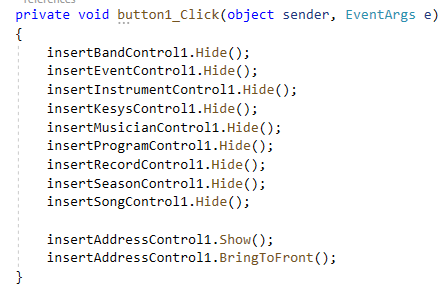 private void button1_Click(object sender, EventArgs e)
{
insertBandControl1.Hide();
insertEventControl1.Hide();
insertInstrumentControl1.Hide();
insertKesysControl1.Hide();
insertMusicianControl1.Hide();
insertProgramControl1.Hide();
insertRecordControl1.Hide();
insertSeasonControl1.Hide();
insertSongControl1.Hide();
insertAddressControl1.Show();
insertAddressControl1.BringToFront();
}